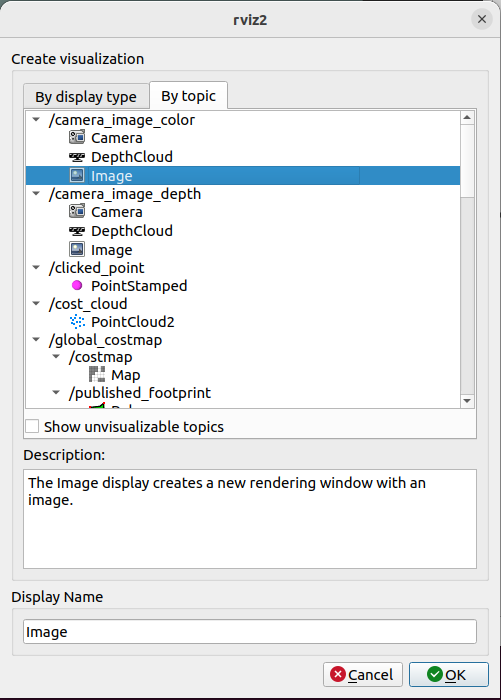 rviz2
Create visualization
By display type
By topic
/camera_image_color
Camera
DepthCloud
Image
/camera_image_depth
Camera
DepthCloud
Image
/clicked_point
PointStamped
/cost_cloud
PointCloud2
/global_costmap
/costmap
Map
/published_footprint
Show unvisualizable topics
Description:
The Image display creates a new rendering window with an
image.
Display Name
Image
Cancel
OK